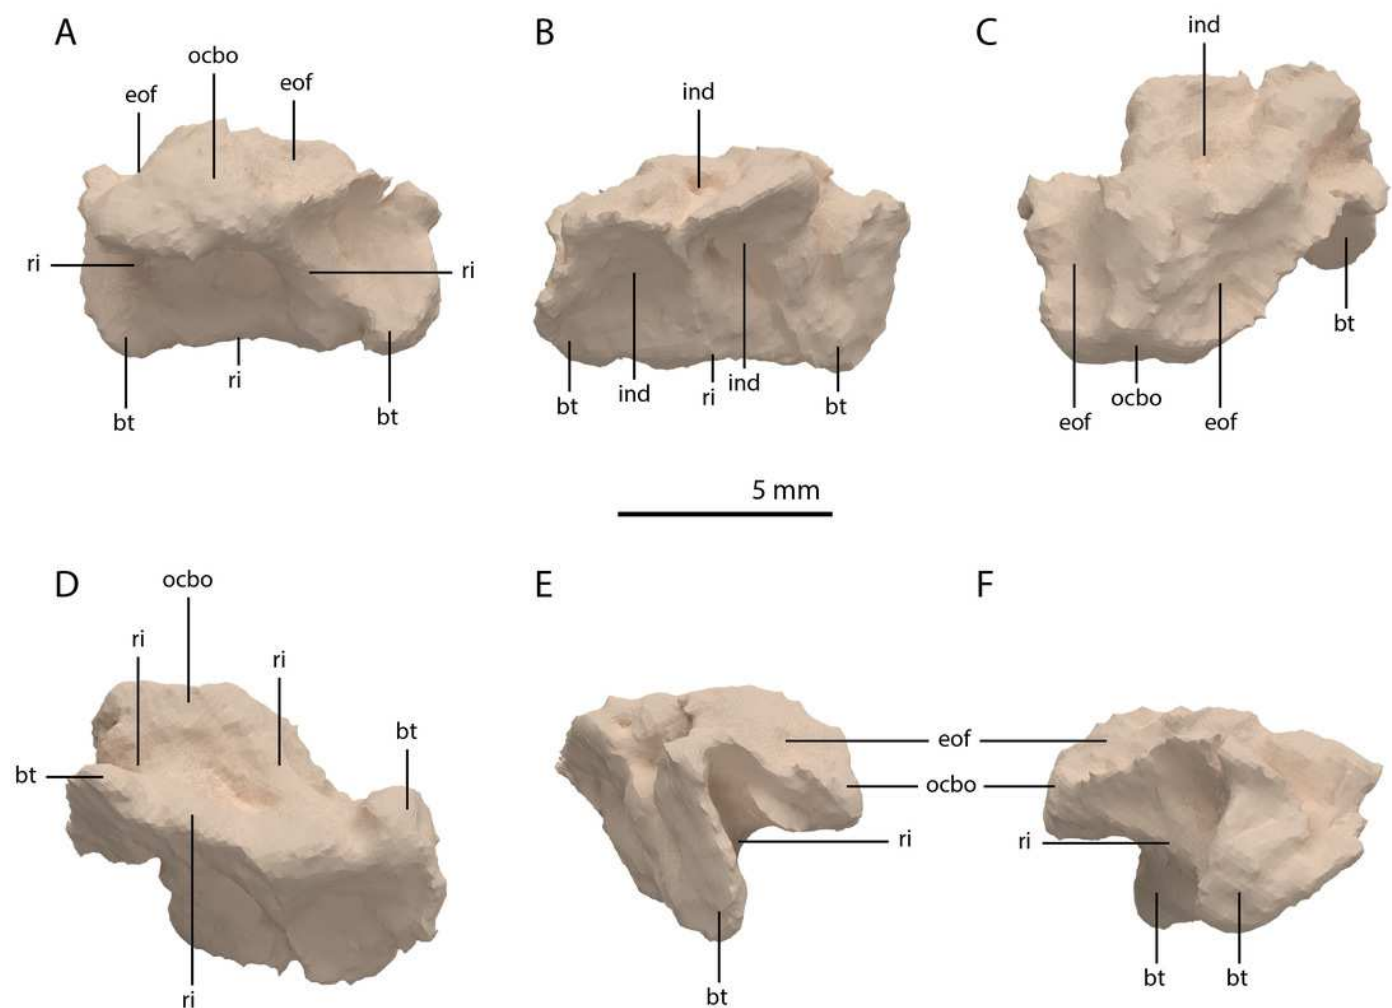 A
B
C
ocbo
eof
eof
ri
ri
ri
bt
bt
ind
bt
ind
ri
ind
bt
ind
bt
ocbo
eof
eof
5 mm
D
E
F
ocbo
ri
ri
bt
bt
ri
eof
ocbo
ri
bt
ri
bt
bt